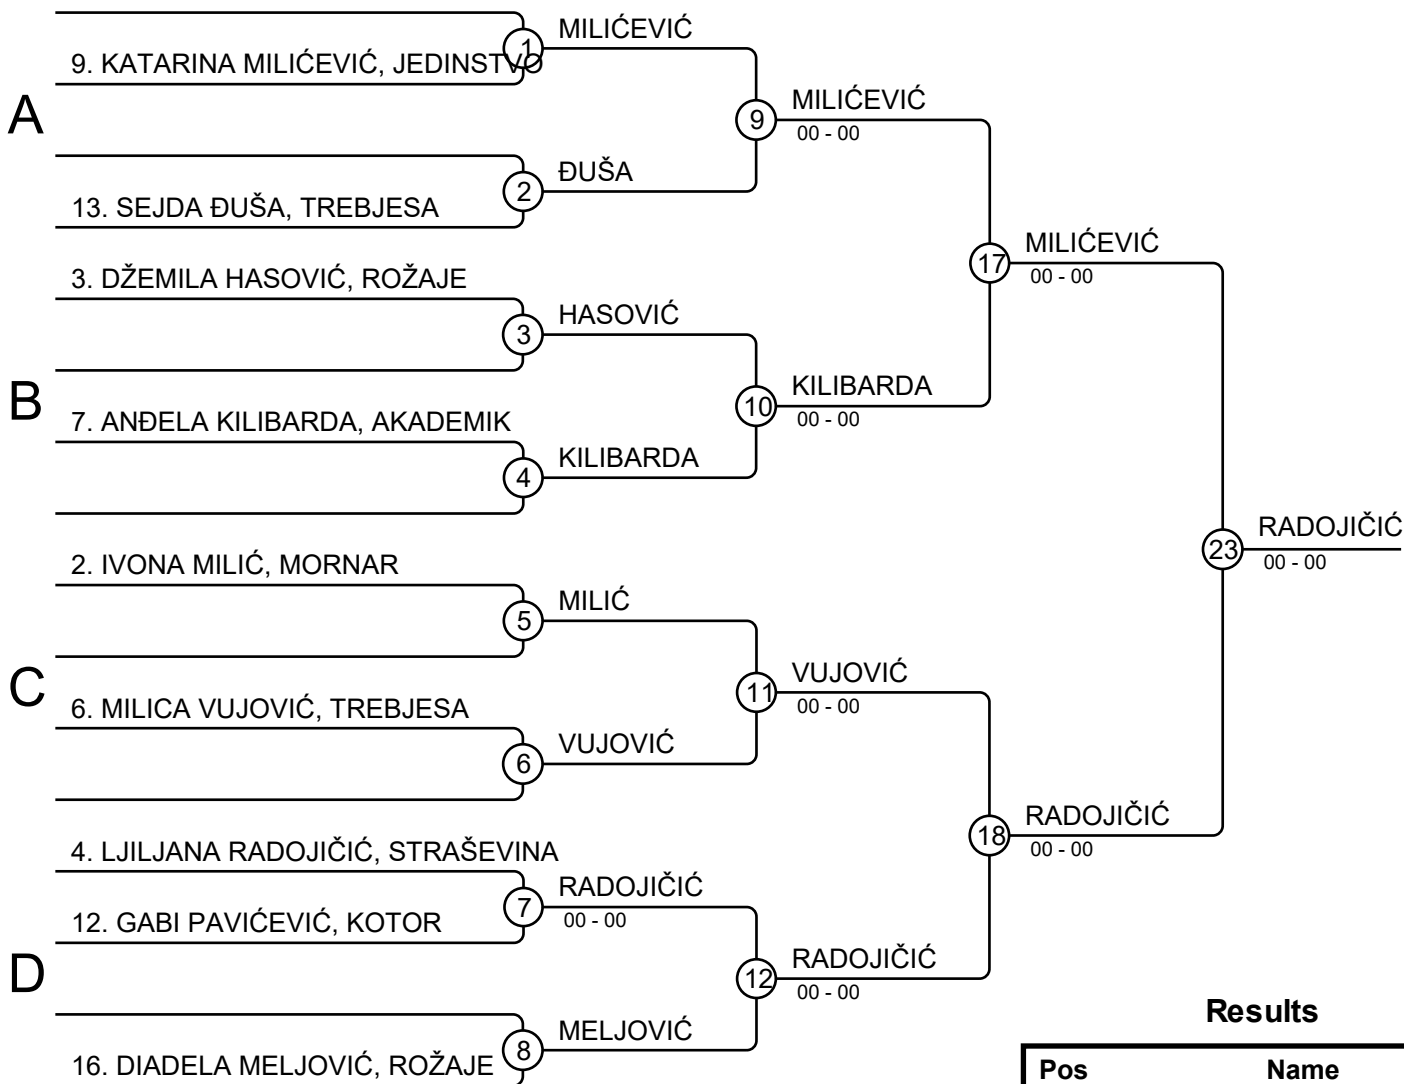 MILIĆEVIĆ
1
9. KATARINA MILIĆEVIĆ, JEDINSTVO
A
MILIĆEVIĆ
9
00 - 00
ĐUŠA
2
13. SEJDA ĐUŠA, TREBJESA
MILIĆEVIĆ
17
00 - 00
3. DŽEMILA HASOVIĆ, ROŽAJE
HASOVIĆ
3
B
KILIBARDA
10
00 - 00
7. ANĐELA KILIBARDA, AKADEMIK
KILIBARDA
4
RADOJIČIĆ
23
00 - 00
2. IVONA MILIĆ, MORNAR
MILIĆ
5
C
VUJOVIĆ
11
00 - 00
6. MILICA VUJOVIĆ, TREBJESA
VUJOVIĆ
6
RADOJIČIĆ
18
00 - 00
4. LJILJANA RADOJIČIĆ, STRAŠEVINA
RADOJIČIĆ
7
00 - 00
12. GABI PAVIĆEVIĆ, KOTOR
D
RADOJIČIĆ
12
00 - 00
MELJOVIĆ
8
16. DIADELA MELJOVIĆ, ROŽAJE
Results
Pos Name